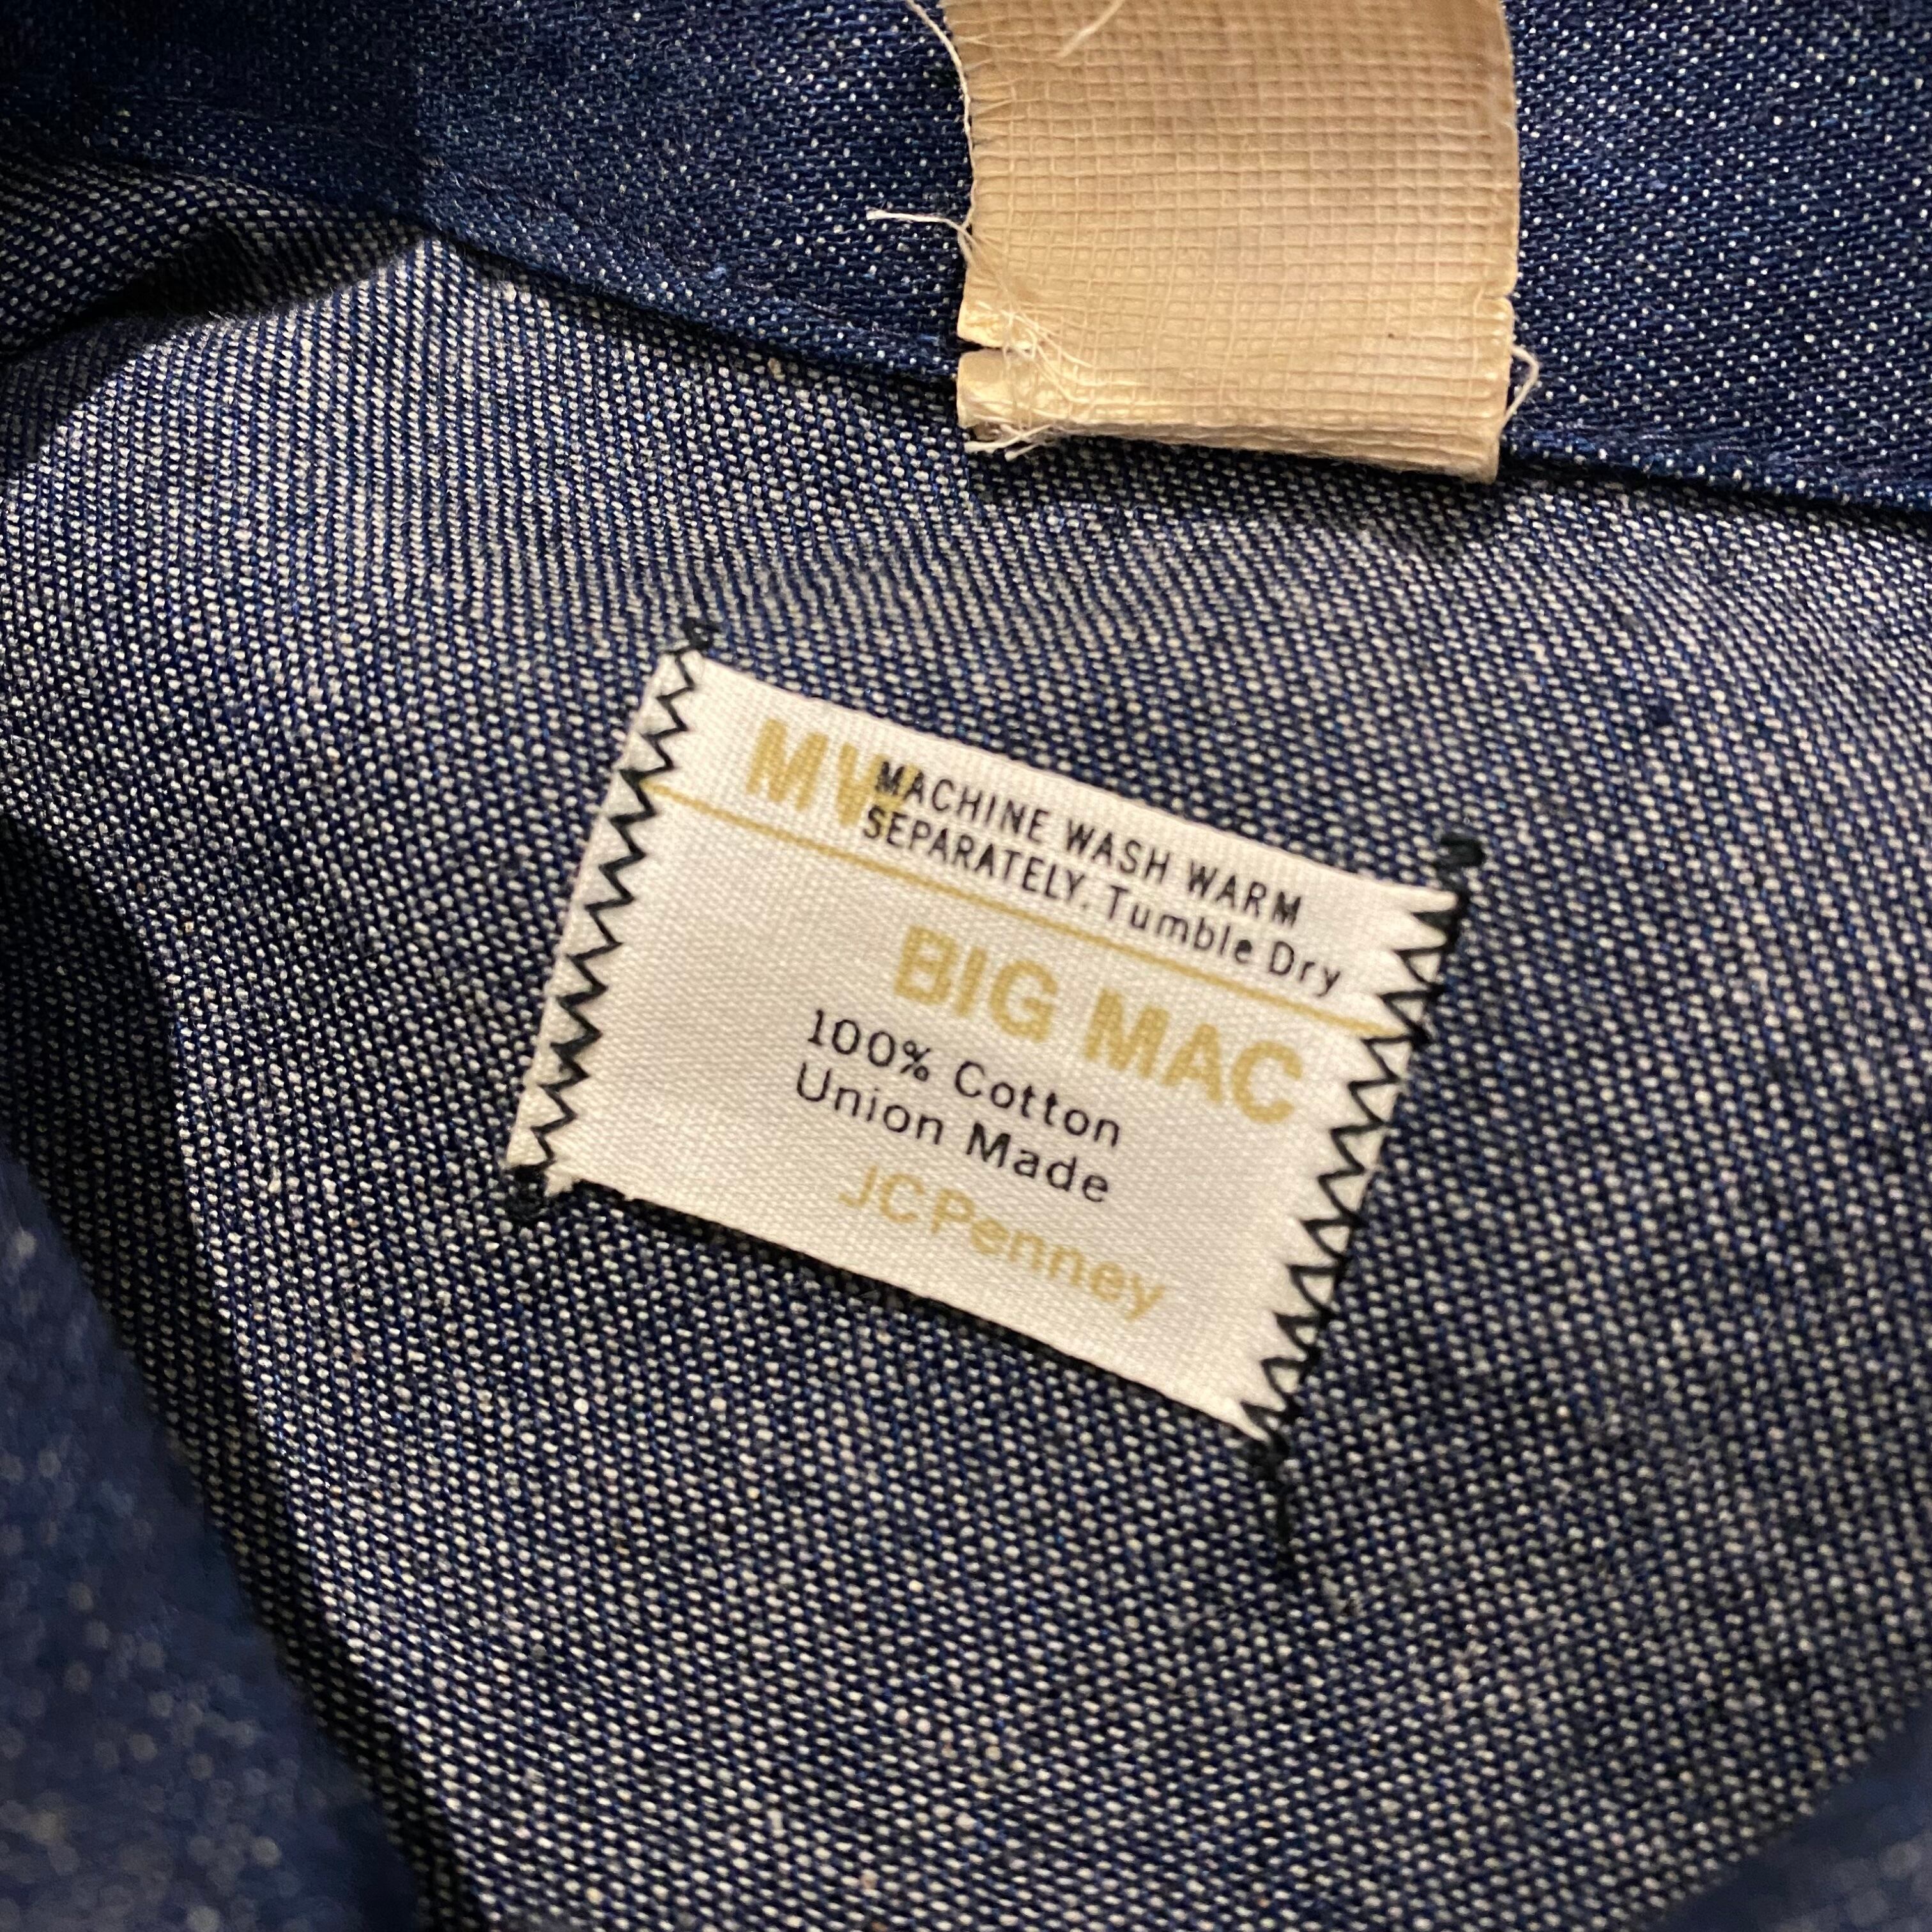 MW
MACHINE WASH WARM
SEPARATELY. Tumble Dry
BIG MAC
100% Cotton
Union Made
JCPenney